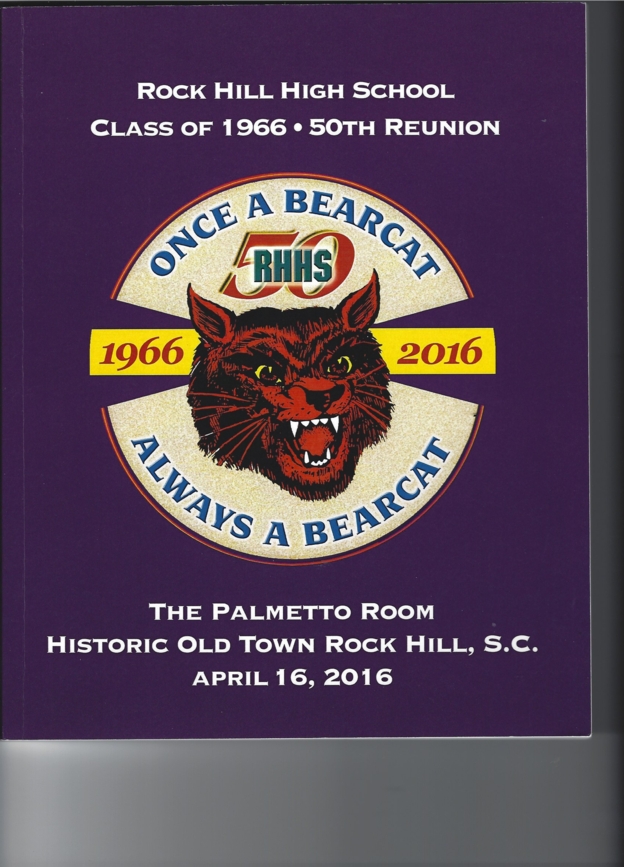 ROCK HILL HIGH SCHOOL
CLASS OF 1966 • 50TH REUNION
ONCE A BEARCAT
50
RHHS
1966 2016
ALWAYS A BEARCAT
THE PALMETTO ROOM
HISTORIC OLD TOWN ROCK HILL, S.C.
APRIL 16, 2016